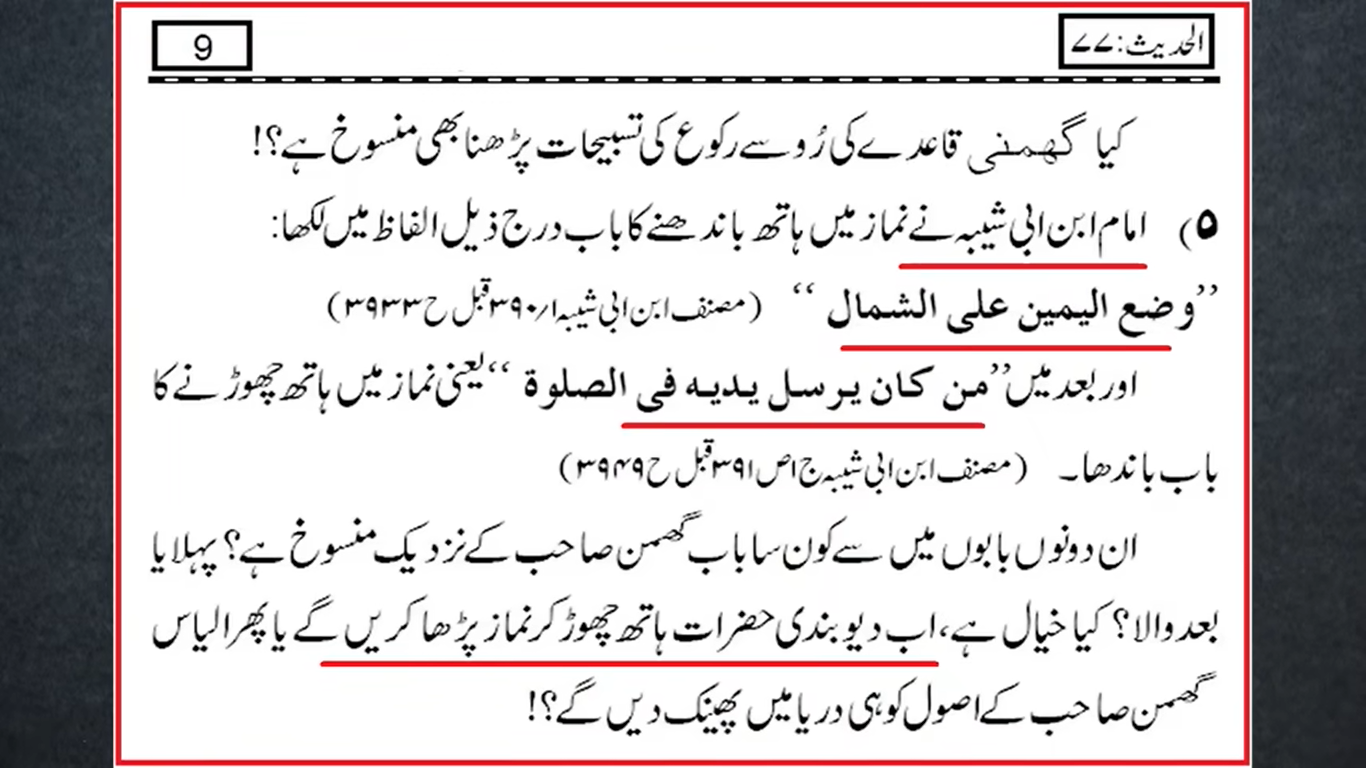 الحدیث:۷۷
9
کیا گھمنی قاعدے کی رُو سے رکوع کی تسبیحات پڑھنا بھی منسوخ ہے؟!
۵) امام ابن ابی شیبہ نے نماز میں ہاتھ باندھنے کا باب درج ذیل الفاظ میں لکھا:
’’وضع الیمین علی الشمال ‘‘ (مصنف ابن ابی شیبہ ۱/۳۹۰ قبل ح ۳۹۳۳)
اور بعد میں’’من کان یرسل یدیہ فی الصلوة ‘‘ یعنی نماز میں ہاتھ چھوڑنے کا
باب باندھا۔ (مصنف ابن ابی شیبہ ج۱ ص۳۹۱ قبل ح ۳۹۴۹)
ان دونوں بابوں میں سے کون سا باب گھمن صاحب کے نزدیک منسوخ ہے؟ پہلا یا
بعد والا؟ کیا خیال ہے، اب دیوبندی حضرات ہاتھ چھوڑ کر نماز پڑھا کریں گے یا پھر الیاس
گھمن صاحب کے اصول کو ہی دریا میں پھینک دیں گے؟!